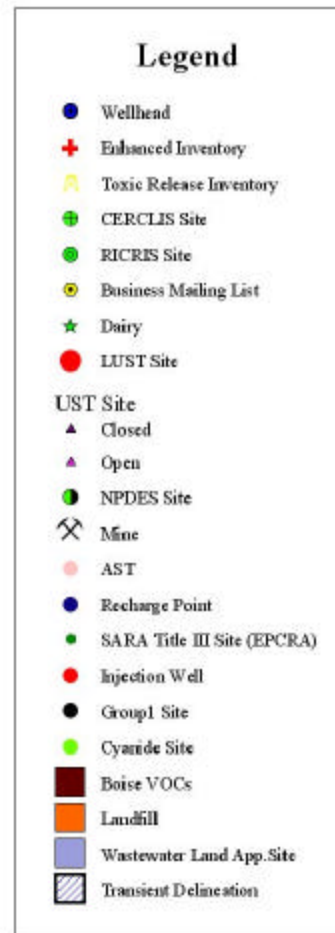 Legend
Wellhead
Enhanced Inventory
Toxic Release Inventory
CERCLIS Site
RICRIS Site
Business Mailing List
Dairy
LUST Site
UST Site
Closed
Open
NPDES Site
Mine
AST
Recharge Point
SARA Title III Site (EPCRA)
Injection Well
Group1 Site
Cyanide Site
Boise VOCs
Landfill
Wastewater Land App.Site
Transient Delineation